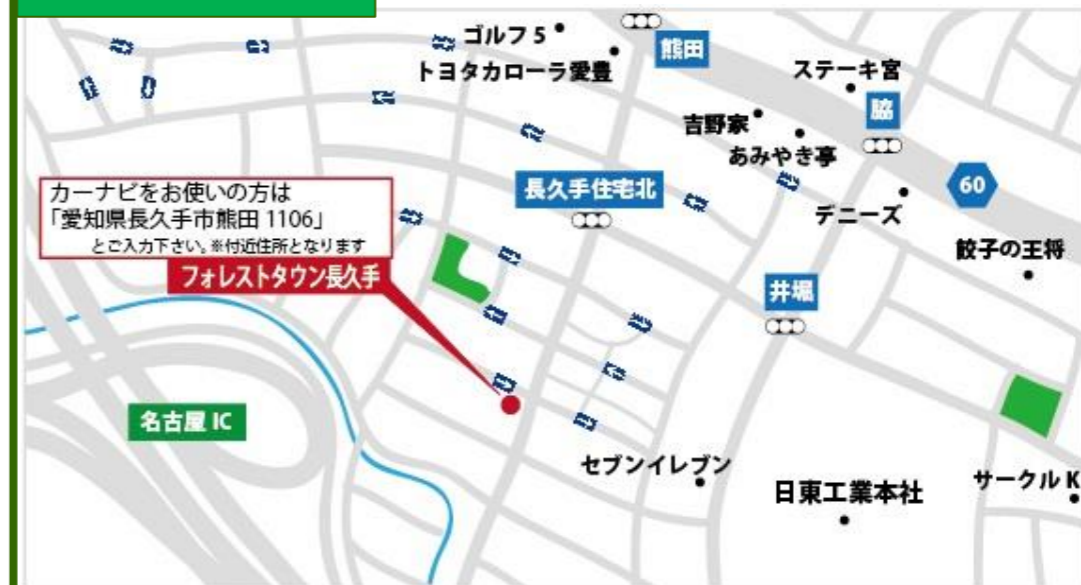 ゴルフ5
熊田
トヨタカローラ愛豊
ステーキ宮
吉野家
脇
あみやき亭
カーナビをお使いの方は
「愛知県長久手市熊田 1106」
とご入力下さい。※付近住所となります
長久手住宅北
60
デニーズ
餃子の王将
フォレストタウン長久手
井堀
名古屋 IC
セブンイレブン
日東工業本社
サークル K